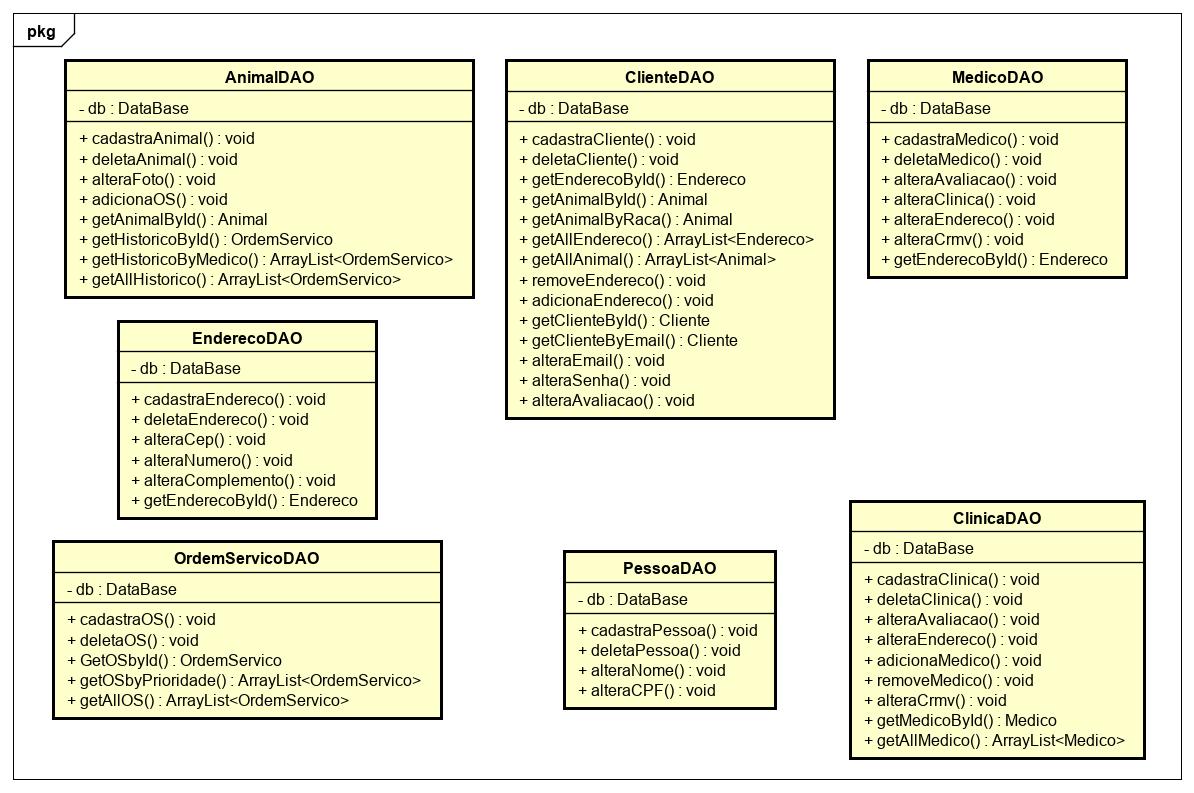 pkg
AnimalDAO
- db : DataBase
+ cadastraAnimal() : void
+ deletaAnimal() : void
+ alteraFoto() : void
+ adicionaOS() : void
+ getAnimalById() : Animal
+ getHistoricoById() : OrdemServico
+ getHistoricoByMedico() : ArrayList<OrdemServico>
+ getAllHistorico() : ArrayList<OrdemServico>
ClienteDAO
- db : DataBase
+ cadastraCliente() : void
+ deletaCliente() : void
+ getEnderecoById() : Endereco
+ getAnimalById() : Animal
+ getAnimalByRaca() : Animal
+ getAllEndereco() : ArrayList<Endereco>
+ getAllAnimal() : ArrayList<Animal>
+ removeEndereco() : void
+ adicionaEndereco() : void
+ getClienteById() : Cliente
+ getClienteByEmail() : Cliente
+ alteraEmail() : void
+ alteraSenha() : void
+ alteraAvaliacao() : void
MedicoDAO
- db : DataBase
+ cadastraMedico() : void
+ deletaMedico() : void
+ alteraAvaliacao() : void
+ alteraClinica() : void
+ alteraEndereco() : void
+ alteraCrmv() : void
+ getEnderecoById() : Endereco
EnderecoDAO
- db : DataBase
+ cadastraEndereco() : void
+ deletaEndereco() : void
+ alteraCep() : void
+ alteraNumero() : void
+ alteraComplemento() : void
+ getEnderecoById() : Endereco
OrdemServicoDAO
- db : DataBase
+ cadastraOS() : void
+ deletaOS() : void
+ GetOSbyId() : OrdemServico
+ getOSbyPrioridade() : ArrayList<OrdemServico>
+ getAllOS() : ArrayList<OrdemServico>
PessoaDAO
- db : DataBase
+ cadastraPessoa() : void
+ deletaPessoa() : void
+ alteraNome() : void
+ alteraCPF() : void
ClinicaDAO
- db : DataBase
+ cadastraClinica() : void
+ deletaClinica() : void
+ alteraAvaliacao() : void
+ alteraEndereco() : void
+ adicionaMedico() : void
+ removeMedico() : void
+ alteraCrmv() : void
+ getMedicoById() : Medico
+ getAllMedico() : ArrayList<Medico>